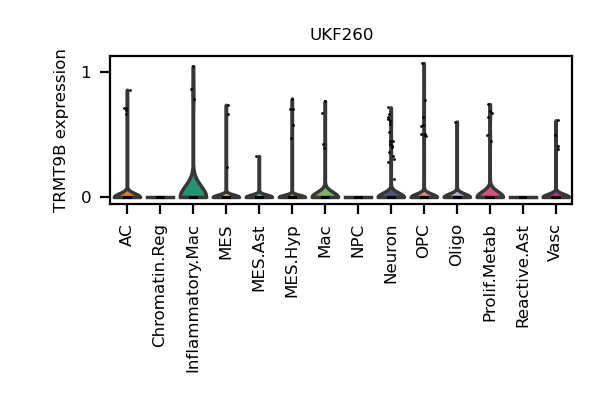 UKF260
TRMT9B expression
1
0
AC
Chromatin.Reg
Inflammatory.Mac
MES
MES.Ast
MES.Hyp
Mac
NPC
Neuron
OPC
Oligo
Prolif.Metab
Reactive.Ast
Vasc